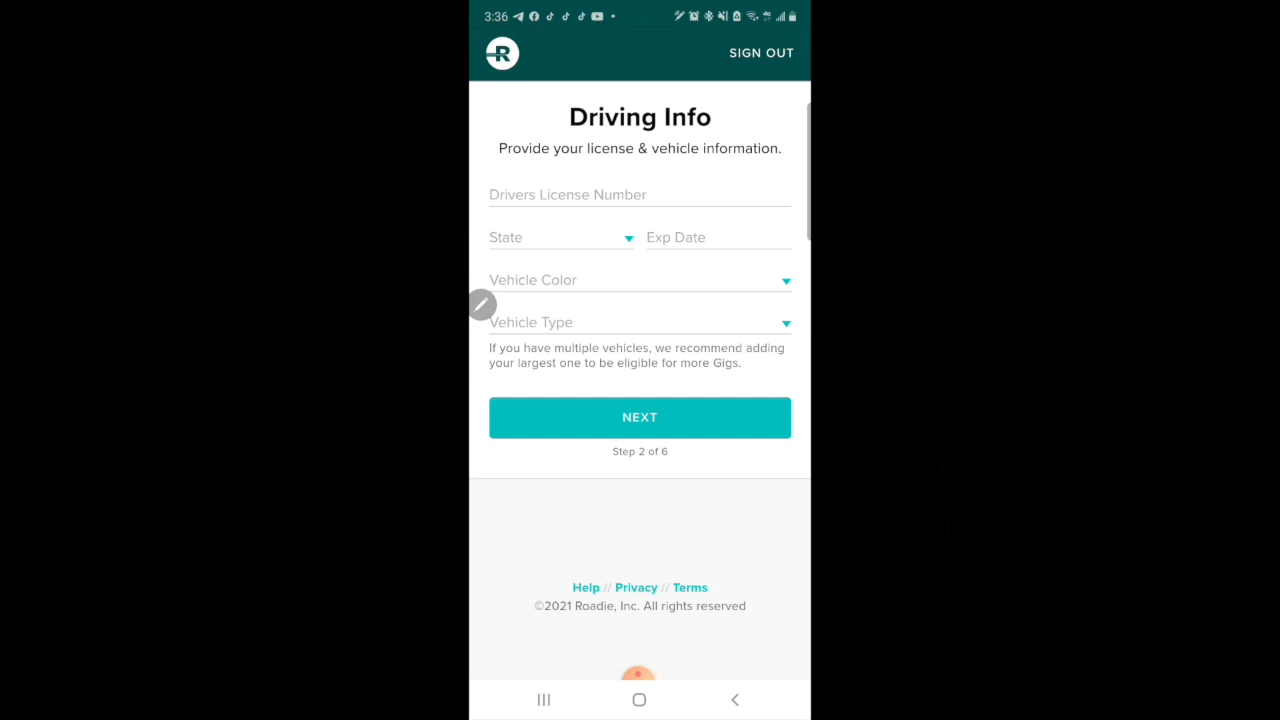 3:36
R
SIGN OUT
Driving Info
Provide your license & vehicle information.
Drivers License Number
State
Exp Date
Vehicle Color
Vehicle Type
If you have multiple vehicles, we recommend adding
your largest one to be eligible for more Gigs.
NEXT
Step 2 of 6
Help // Privacy // Terms
©2021 Roadie, Inc. All rights reserved